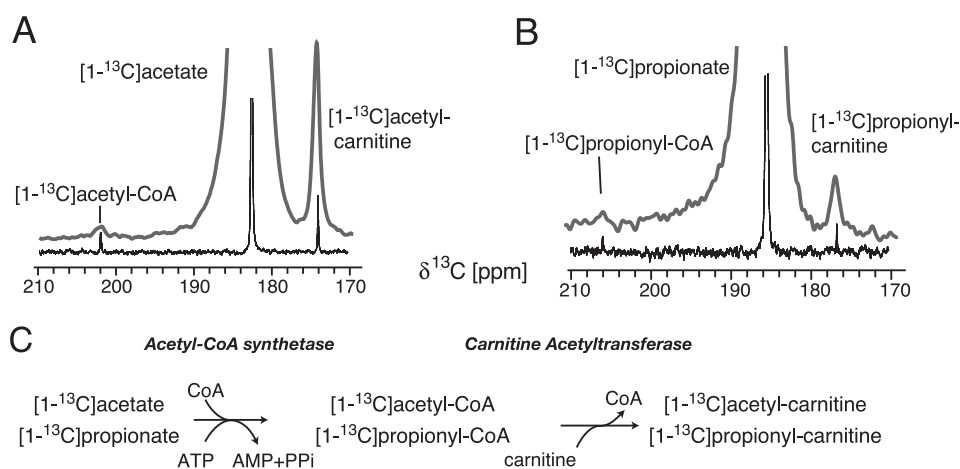 A
[1-¹³C]acetate
[1-¹³C]acetyl-
carnitine
[1-¹³C]acetyl-CoA
210 200 190 180 170
B
[1-¹³C]propionate
[1-¹³C]propionyl-
carnitine
[1-¹³C]propionyl-CoA
210 200 190 180 170
δ¹³C [ppm]
C
Acetyl-CoA synthetase Carnitine Acetyltransferase
CoA CoA
[1-¹³C]acetate [1-¹³C]acetyl-CoA [1-¹³C]acetyl-carnitine
[1-¹³C]propionate [1-¹³C]propionyl-CoA [1-¹³C]propionyl-carnitine
ATP AMP+PPi carnitine